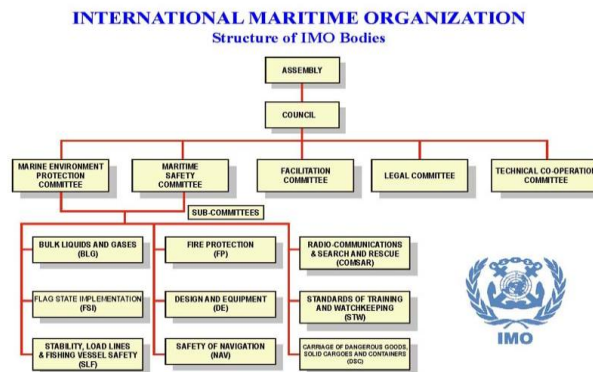 INTERNATIONAL MARITIME ORGANIZATION
Structure of IMO Bodies
ASSEMBLY
COUNCIL
MARINE ENVIRONMENT
PROTECTION
COMMITTEE
MARITIME
SAFETY
COMMITTEE
FACILITATION
COMMITTEE
LEGAL COMMITTEE
TECHNICAL CO-OPERATION
COMMITTEE
SUB-COMMITTEES
BULK LIQUIDS AND GASES
(BLG)
FIRE PROTECTION
(FP)
RADIO-COMMUNICATIONS
& SEARCH AND RESCUE
(COMSAR)
FLAG STATE IMPLEMENTATION
(FSI)
DESIGN AND EQUIPMENT
(DE)
STANDARDS OF TRAINING
AND WATCHKEEPING
(STW)
STABILITY, LOAD LINES
& FISHING VESSEL SAFETY
(SLF)
SAFETY OF NAVIGATION
(NAV)
CARRIAGE OF DANGEROUS GOODS,
SOLID CARGOES AND CONTAINERS
(DSC)
IMO